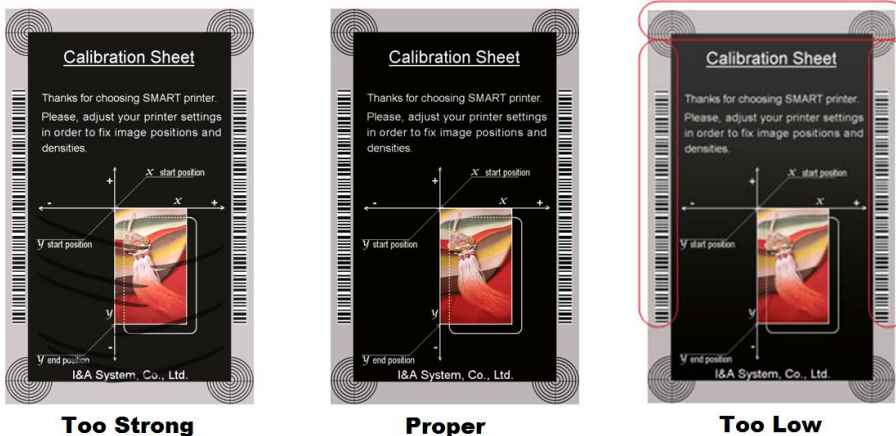 Calibration Sheet
Thanks for choosing SMART printer.
Please, adjust your printer settings
in order to fix image positions and
densities.
+
x start position
-
x
+
y start position
y
-
y end position
I&A System, Co., Ltd.
Too Strong
Calibration Sheet
Thanks for choosing SMART printer.
Please, adjust your printer settings
in order to fix image positions and
densities.
+
x start position
-
x
+
y start position
y
-
y end position
I&A System, Co., Ltd.
Proper
Calibration Sheet
Thanks for choosing SMART printer.
Please, adjust your printer settings
in order to fix image positions and
densities.
+
x start position
-
x
+
y start position
y
-
y end position
I&A System, Co., Ltd.
Too Low